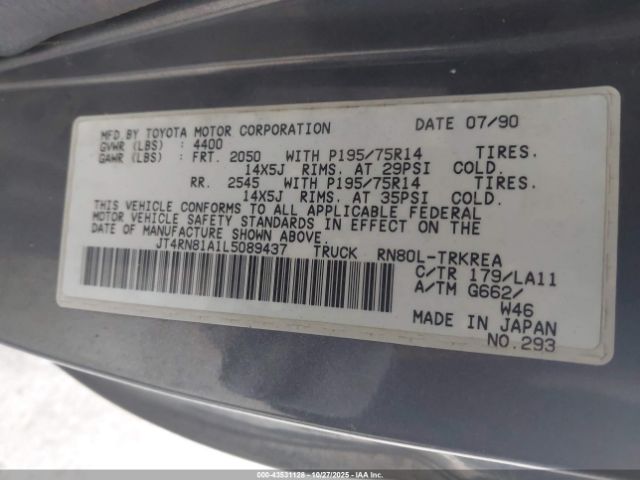 MFD.BY TOYOTA MOTOR CORPORATION DATE 07/90
GVWR (LBS) : 4400
GAWR (LBS) : FRT. 2050 WITH P195/75R14 TIRES.
14X5J RIMS. AT 29PSI COLD.
RR. 2545 WITH P195/75R14 TIRES.
14X5J RIMS. AT 35PSI COLD.
THIS VEHICLE CONFORMS TO ALL APPLICABLE FEDERAL
MOTOR VEHICLE SAFETY STANDARDS IN EFFECT ON THE
DATE OF MANUFACTURE SHOWN ABOVE.
JT4RN81A1L5089437 TRUCK RN80L-TRKREA
C/TR 179/LA11
A/TM G662/
W46
MADE IN JAPAN
NO.293
000-43531128 - 10/27/2025 - IAAI.COM